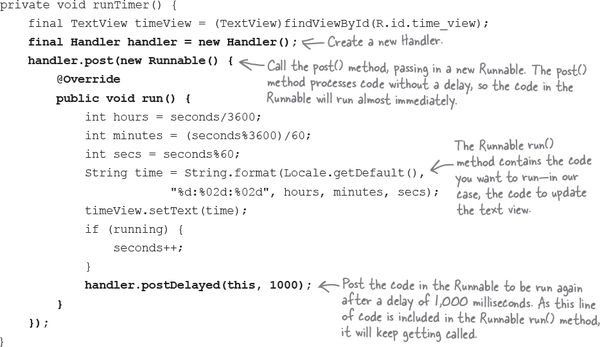 private void runTimer() {
final TextView timeView = (TextView)findViewById(R.id.time_view);
final Handler handler = new Handler(); Create a new Handler.
handler.post(new Runnable() { Call the post() method, passing in a new Runnable. The post()
method processes code without a delay, so the code in the
Runnable will run almost immediately.
@Override
public void run() {
int hours = seconds/3600;
int minutes = (seconds%3600)/60;
int secs = seconds%60;
String time = String.format(Locale.getDefault(),
"%d:%02d:%02d", hours, minutes, secs);
The Runnable run()
method contains the code
you want to run—in our
case, the code to update
the text view.
timeView.setText(time);
if (running) {
seconds++;
}
handler.postDelayed(this, 1000); Post the code in the Runnable to be run again
after a delay of 1,000 milliseconds. As this line
of code is included in the Runnable run() method,
it will keep getting called.
}
});
}